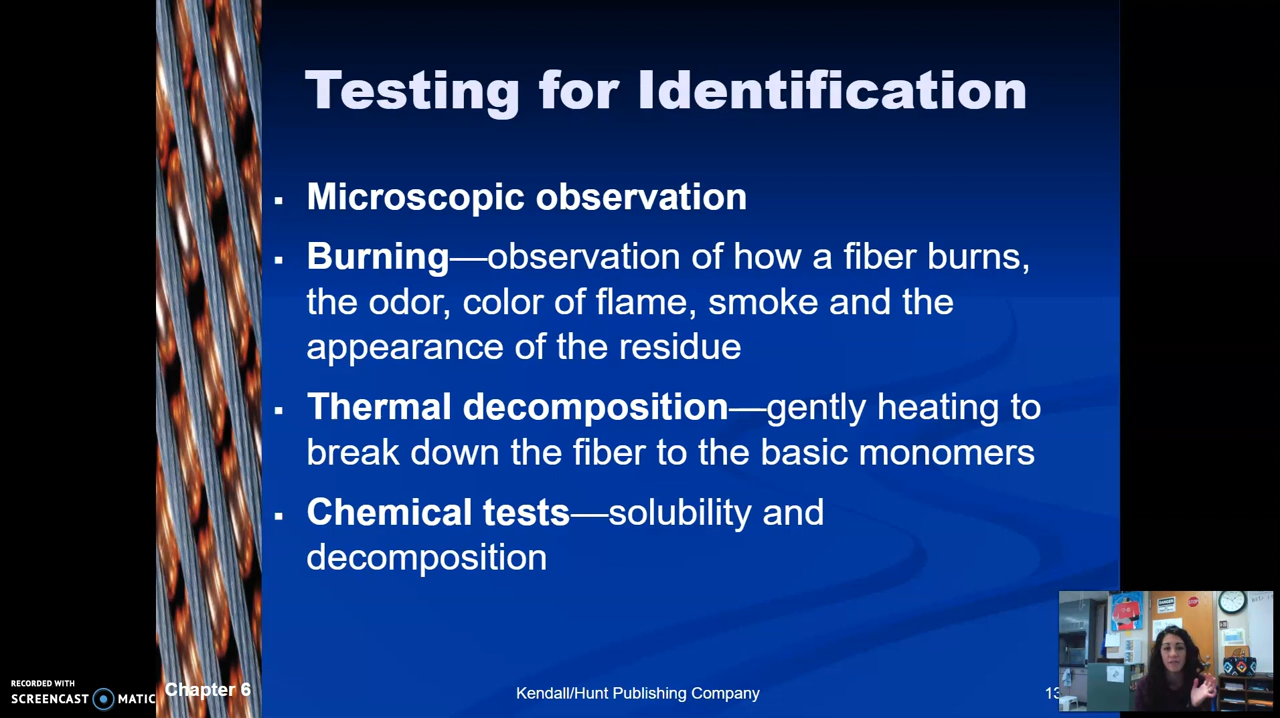 Testing for Identification
▪ Microscopic observation
▪ Burning—observation of how a fiber burns,
the odor, color of flame, smoke and the
appearance of the residue
▪ Thermal decomposition—gently heating to
break down the fiber to the basic monomers
▪ Chemical tests—solubility and
decomposition
RECORDED WITH
SCREENCAST MATIC
Chapter 6
Kendall/Hunt Publishing Company
DANGER
STOP